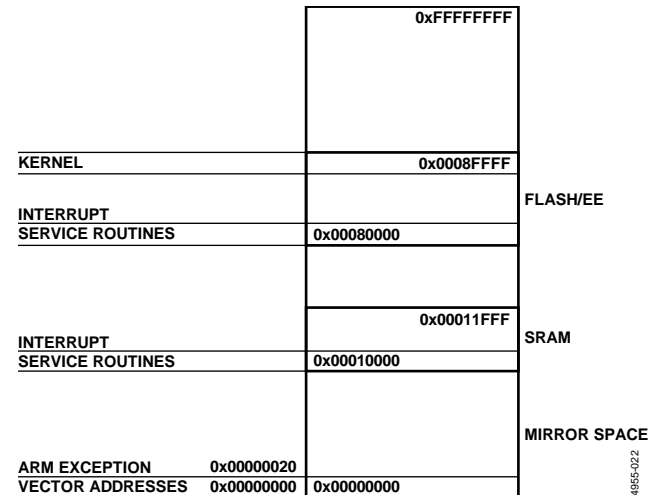 0xFFFFFFFF
KERNEL 0x0008FFFF
FLASH/EE
INTERRUPT
SERVICE ROUTINES 0x00080000
0x00011FFF
SRAM
INTERRUPT
SERVICE ROUTINES 0x00010000
MIRROR SPACE
ARM EXCEPTION 0x00000020
VECTOR ADDRESSES 0x00000000 0x00000000
4955-022